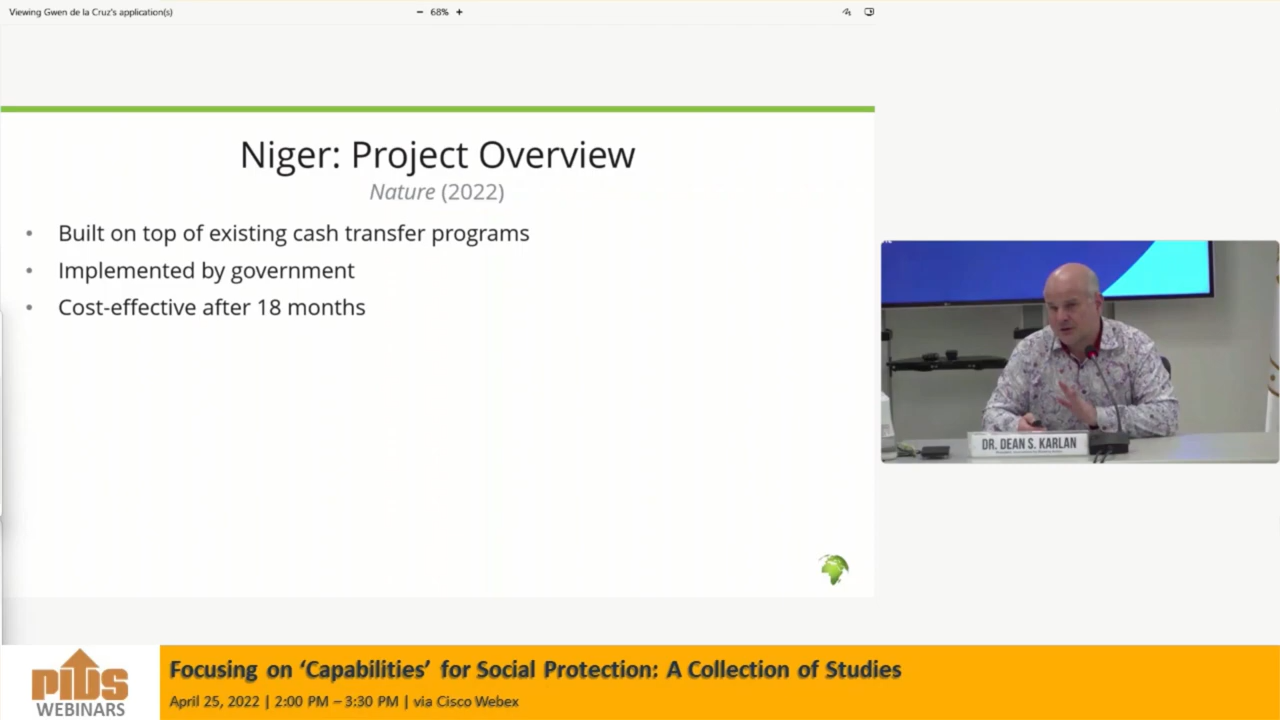 Viewing Gwen de la Cruz's application(s)
− 68% +
Niger: Project Overview
Nature (2022)
• Built on top of existing cash transfer programs
• Implemented by government
• Cost-effective after 18 months
DR. DEAN S. KARLAN
PIDS
WEBINARS
Focusing on ‘Capabilities’ for Social Protection: A Collection of Studies
April 25, 2022 | 2:00 PM – 3:30 PM | via Cisco Webex